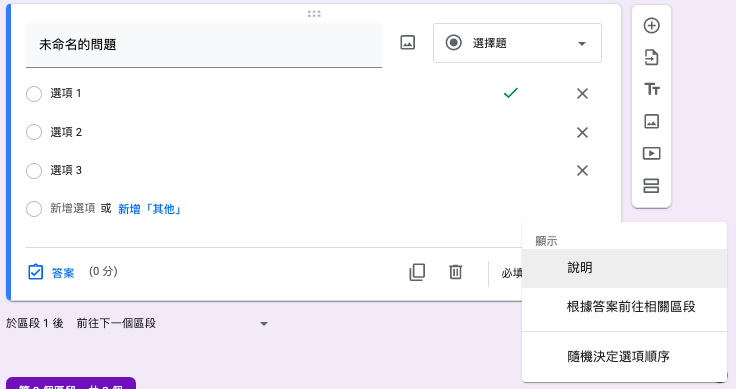 未命名的問題
選擇題
選項 1
選項 2
選項 3
新增選項 或 新增「其他」
顯示
說明
答案 (0 分) 必填
根據答案前往相關區段
於區段 1 後 前往下一個區段
隨機決定選項順序